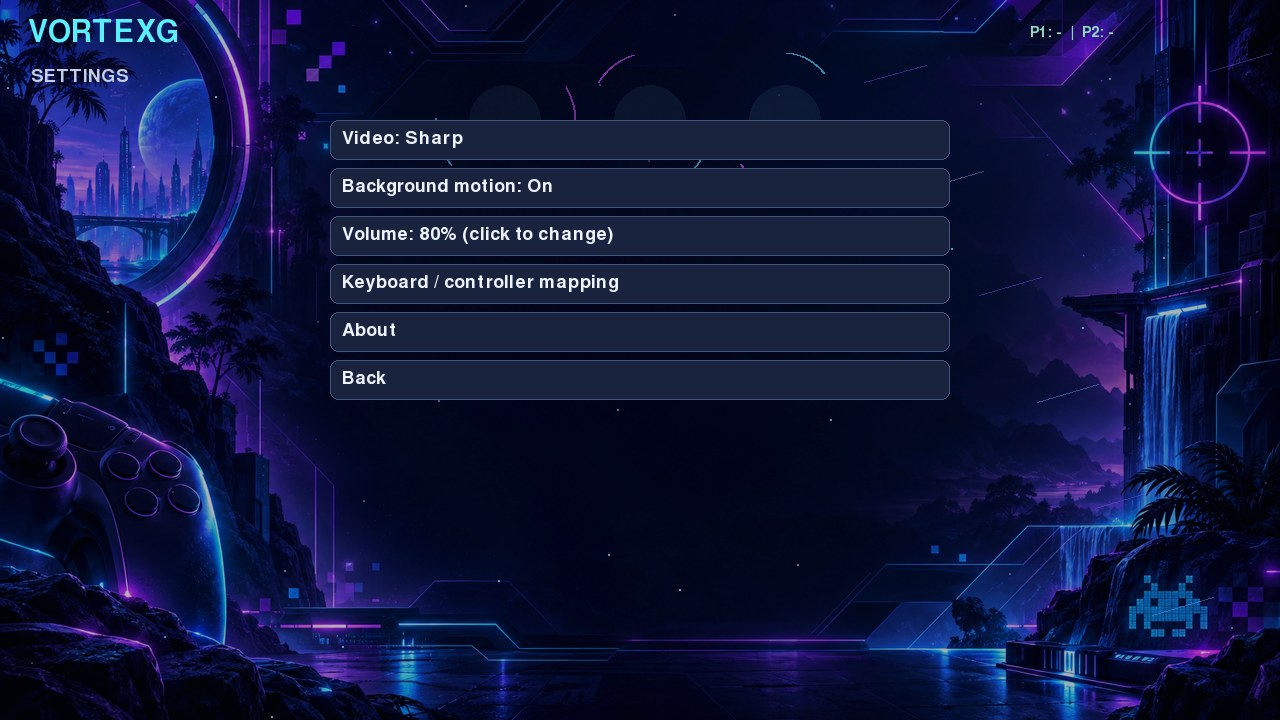 VORTEXG
P1: - | P2: -
SETTINGS
Video: Sharp
Background motion: On
Volume: 80% (click to change)
Keyboard / controller mapping
About
Back